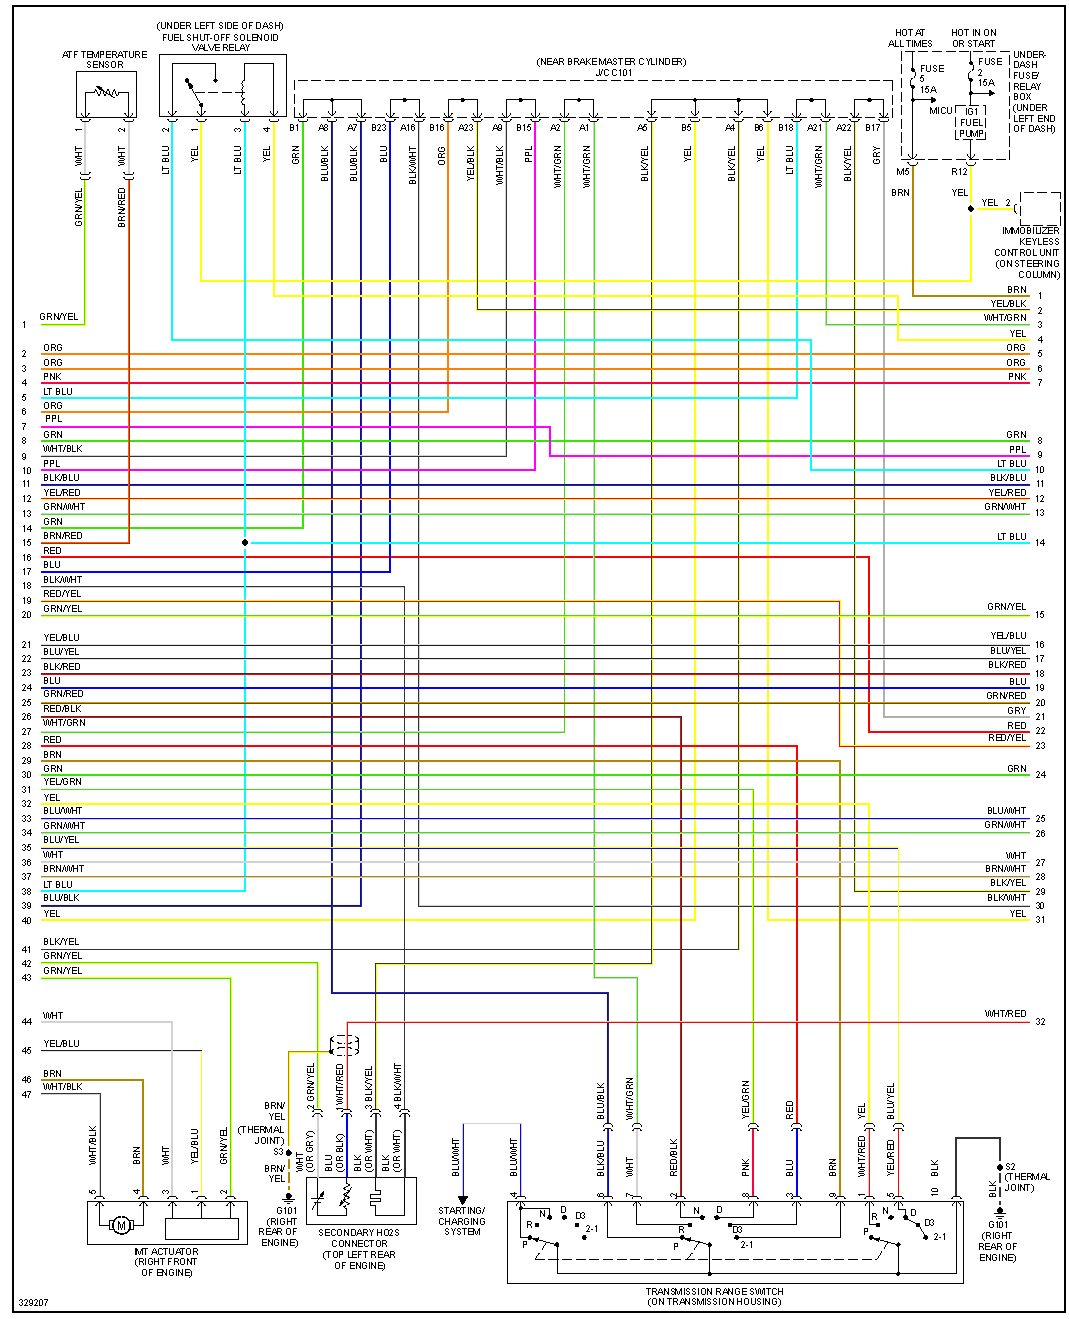 (UNDER LEFT SIDE OF DASH)
FUEL SHUT-OFF SOLENOID
VALVE RELAY
ATF TEMPERATURE
SENSOR
(NEAR BRAKE MASTER CYLINDER)
J/C C101
HOT AT
ALL TIMES
HOT IN ON
OR START
FUSE
5
15A
FUSE
2
15A
MICU
IG1
FUEL
PUMP
UNDER-
DASH
FUSE/
RELAY
BOX
(UNDER
LEFT END
OF DASH)
1 2 2 1 3 4
B1 A8 A7 B23 A16 B16 A23 A9 B15 A2 A1 A5 B5 A4 B6 B18 A21 A22 B17
M5 R12
WHT WHT
LT BLU YEL LT BLU YEL
GRN BLU/BLK BLU/BLK BLU BLK/WHT ORG YEL/BLK WHT/BLK PPL WHT/GRN WHT/GRN BLK/YEL YEL BLK/YEL YEL LT BLU WHT/GRN BLK/YEL GRY
GRN/YEL BRN/RED
BRN YEL
YEL 2
IMMOBILIZER
KEYLESS
CONTROL UNIT
(ON STEERING
COLUMN)
BRN 1
YEL/BLK 2
WHT/GRN 3
YEL 4
ORG 5
ORG 6
PNK 7
GRN 8
PPL 9
LT BLU 10
BLK/BLU 11
YEL/RED 12
GRN/WHT 13
LT BLU 14
GRN/YEL 15
YEL/BLU 16
BLU/YEL 17
BLK/RED 18
BLU 19
GRN/RED 20
GRY 21
RED 22
RED/YEL 23
GRN 24
BLU/WHT 25
GRN/WHT 26
WHT 27
BRN/WHT 28
BLK/YEL 29
BLK/WHT 30
YEL 31
WHT/RED 32
1 GRN/YEL
2 ORG
3 ORG
4 PNK
5 LT BLU
6 ORG
7 PPL
8 GRN
9 WHT/BLK
10 PPL
11 BLK/BLU
12 YEL/RED
13 GRN/WHT
14 GRN
15 BRN/RED
16 RED
17 BLU
18 BLK/WHT
19 RED/YEL
20 GRN/YEL
21 YEL/BLU
22 BLU/YEL
23 BLK/RED
24 BLU
25 GRN/RED
26 RED/BLK
27 WHT/GRN
28 RED
29 BRN
30 GRN
31 YEL/GRN
32 YEL
33 BLU/WHT
34 GRN/WHT
35 BLU/YEL
36 WHT
37 BRN/WHT
38 LT BLU
39 BLU/BLK
40 YEL
41 BLK/YEL
42 GRN/YEL
43 GRN/YEL
44 WHT
45 YEL/BLU
46 BRN
47 WHT/BLK
WHT/BLK BRN WHT YEL/BLU GRN/YEL
5 4 3 1 2
M
IMT ACTUATOR
(RIGHT FRONT
OF ENGINE)
BRN/
YEL
(THERMAL
JOINT)
S3
BRN/
YEL
G101
(RIGHT
REAR OF
ENGINE)
2 GRN/YEL
1 WHT/RED
3 BLK/YEL
4 BLK/WHT
WHT
(OR GRY)
BLU
(OR BLK)
BLK
(OR WHT)
BLK
(OR WHT)
SECONDARY HO2S
CONNECTOR
(TOP LEFT REAR
OF ENGINE)
BLU/WHT
STARTING/
CHARGING
SYSTEM
BLU/WHT
BLU/BLK WHT/GRN YEL/GRN RED YEL BLU/YEL
BLK/BLU WHT RED/BLK PNK BLU BRN WHT/RED YEL/RED BLK
4 6 7 2 8 3 9 1 5 10
P R N D D3 2-1
P R N D D3 2-1
P R N D D3 2-1
S2
(THERMAL
JOINT)
BLK
G101
(RIGHT
REAR OF
ENGINE)
TRANSMISSION RANGE SWITCH
(ON TRANSMISSION HOUSING)
329207